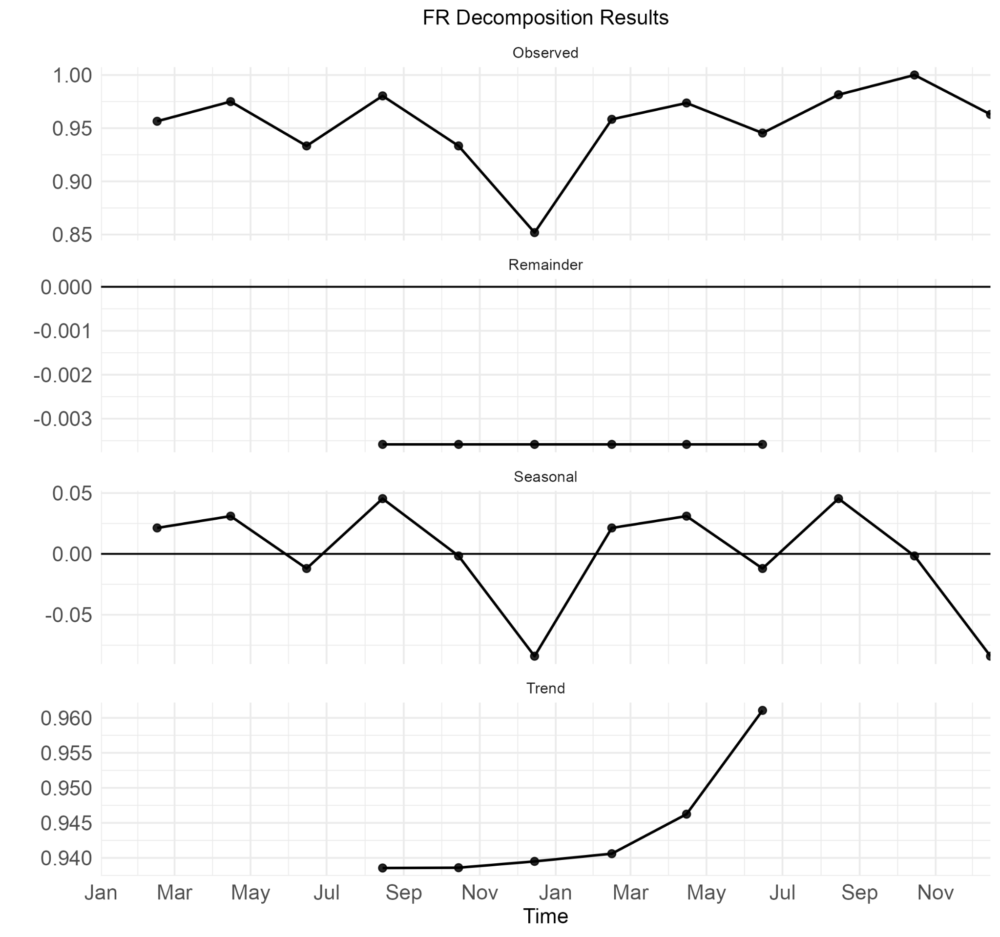 FR Decomposition Results
Observed
1.00
0.95
0.90
0.85
Remainder
0.000
-0.001
-0.002
-0.003
Seasonal
0.05
0.00
-0.05
Trend
0.960
0.955
0.950
0.945
0.940
Jan Mar May Jul Sep Nov Jan Mar May Jul Sep Nov
Time